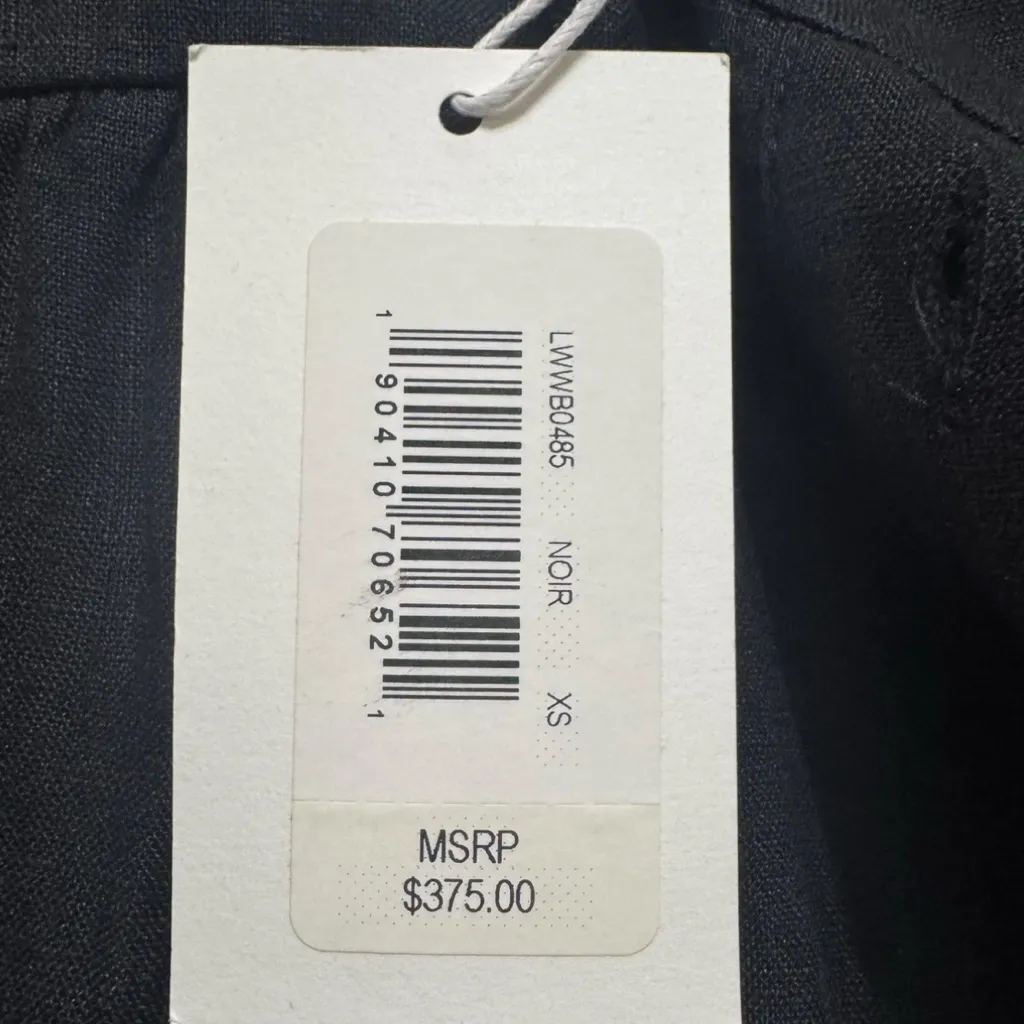 LWWB0485 NOIR XS
1 90410 70652 1
MSRP
$375.00